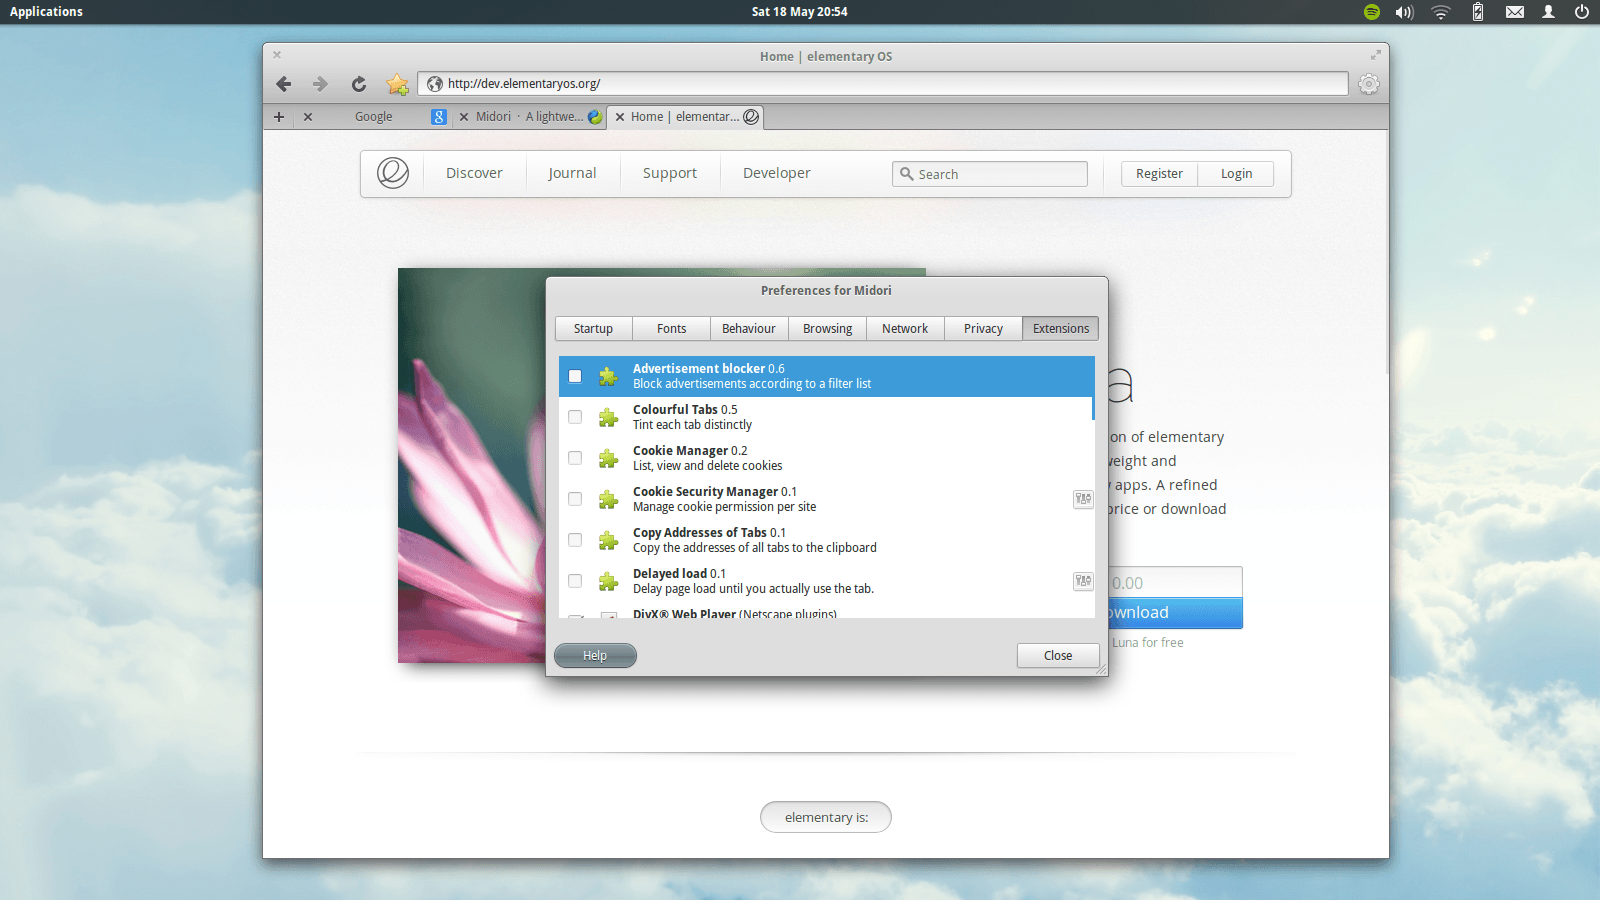 Applications
Sat 18 May 20:54
Home | elementary OS
http://dev.elementaryos.org/
Google
Midori · A lightwe...
Home | elementar...
Discover
Journal
Support
Developer
Search
Register
Login
Preferences for Midori
Startup
Fonts
Behaviour
Browsing
Network
Privacy
Extensions
Advertisement blocker 0.6
Block advertisements according to a filter list
Colourful Tabs 0.5
Tint each tab distinctly
Cookie Manager 0.2
List, view and delete cookies
Cookie Security Manager 0.1
Manage cookie permission per site
Copy Addresses of Tabs 0.1
Copy the addresses of all tabs to the clipboard
Delayed load 0.1
Delay page load until you actually use the tab.
DivX® Web Player (Netscape plugins)
Help
Close
a
on of elementary
weight and
apps. A refined
price or download
0.00
ownload
Luna for free
elementary is: